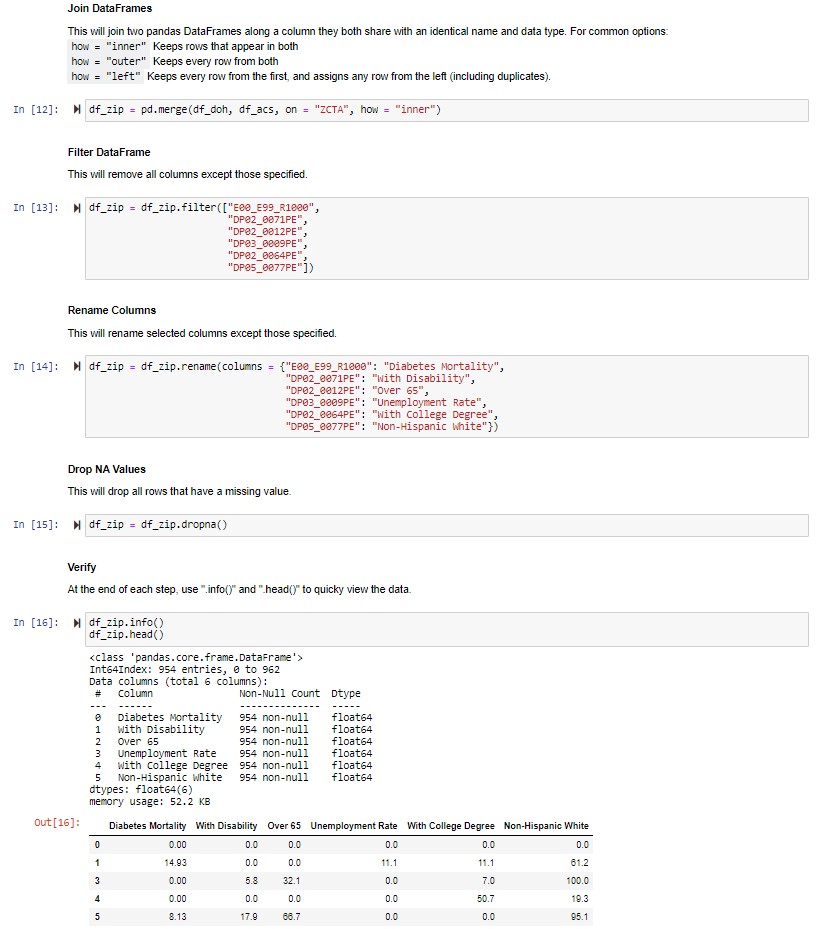 Join DataFrames
This will join two pandas DataFrames along a column they both share with an identical name and data type. For common options:
how = "inner" Keeps rows that appear in both
how = "outer" Keeps every row from both
how = "left" Keeps every row from the first, and assigns any row from the left (including duplicates).
In [12]: df_zip = pd.merge(df_doh, df_acs, on = "ZCTA", how = "inner")
Filter DataFrame
This will remove all columns except those specified.
In [13]: df_zip = df_zip.filter(["E00_E99_R1000",
"DP02_0071PE",
"DP02_0012PE",
"DP03_0009PE",
"DP02_0064PE",
"DP05_0077PE"])
Rename Columns
This will rename selected columns except those specified.
In [14]: df_zip = df_zip.rename(columns = {"E00_E99_R1000": "Diabetes Mortality",
"DP02_0071PE": "With Disability",
"DP02_0012PE": "Over 65",
"DP03_0009PE": "Unemployment Rate",
"DP02_0064PE": "With College Degree",
"DP05_0077PE": "Non-Hispanic White"})
Drop NA Values
This will drop all rows that have a missing value.
In [15]: df_zip = df_zip.dropna()
Verify
At the end of each step, use ".info()" and ".head()" to quicky view the data.
In [16]: df_zip.info()
df_zip.head()
<class 'pandas.core.frame.DataFrame'>
Int64Index: 954 entries, 0 to 962
Data columns (total 6 columns):
# Column Non-Null Count Dtype
--- ------ -------------- -----
0 Diabetes Mortality 954 non-null float64
1 With Disability 954 non-null float64
2 Over 65 954 non-null float64
3 Unemployment Rate 954 non-null float64
4 With College Degree 954 non-null float64
5 Non-Hispanic White 954 non-null float64
dtypes: float64(6)
memory usage: 52.2 KB
Out[16]:
Diabetes Mortality With Disability Over 65 Unemployment Rate With College Degree Non-Hispanic White
0 0.00 0.0 0.0 0.0 0.0 0.0
1 14.93 0.0 0.0 11.1 11.1 61.2
3 0.00 5.8 32.1 0.0 7.0 100.0
4 0.00 0.0 0.0 0.0 50.7 19.3
5 8.13 17.9 66.7 0.0 0.0 95.1